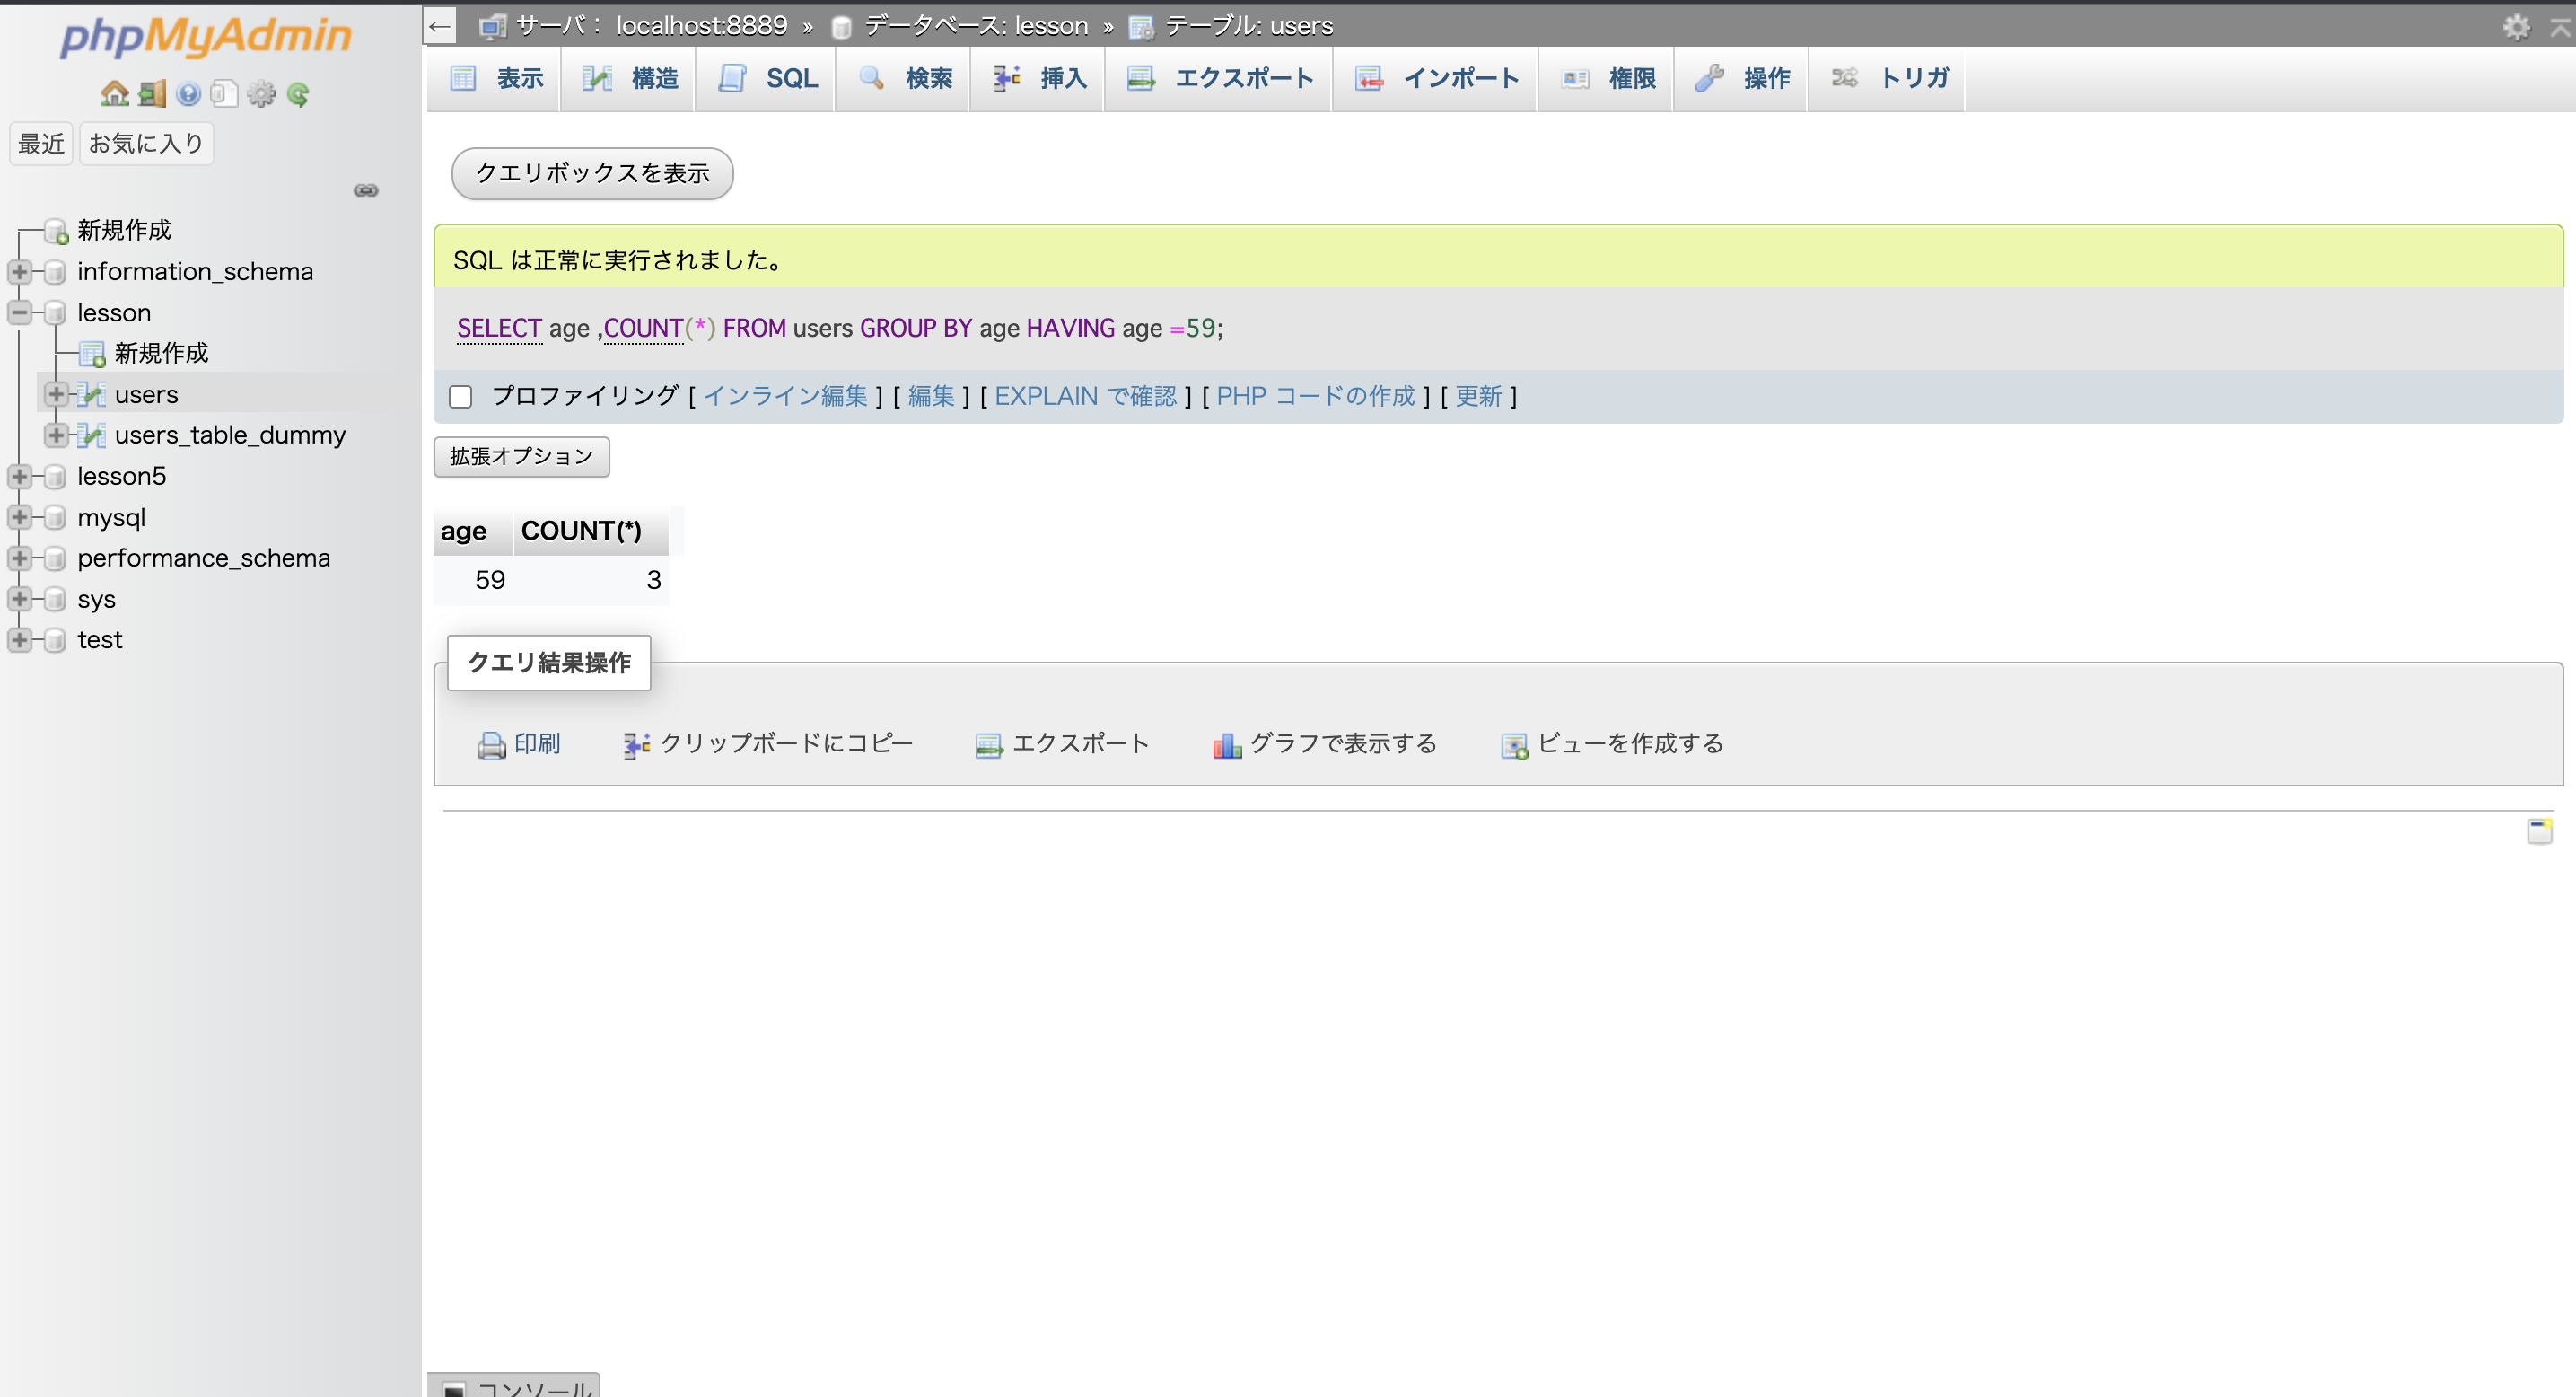 phpMyAdmin
最近 お気に入り
新規作成
information_schema
lesson
新規作成
users
users_table_dummy
lesson5
mysql
performance_schema
sys
test
← サーバ： localhost:8889 » データベース: lesson » テーブル: users
表示 構造 SQL 検索 挿入 エクスポート インポート 権限 操作 トリガ
クエリボックスを表示
SQL は正常に実行されました。
SELECT age ,COUNT(*) FROM users GROUP BY age HAVING age =59;
プロファイリング [ インライン編集 ] [ 編集 ] [ EXPLAIN で確認 ] [ PHP コードの作成 ] [ 更新 ]
拡張オプション
age COUNT(*)
59 3
クエリ結果操作
印刷 クリップボードにコピー エクスポート グラフで表示する ビューを作成する
コンソール